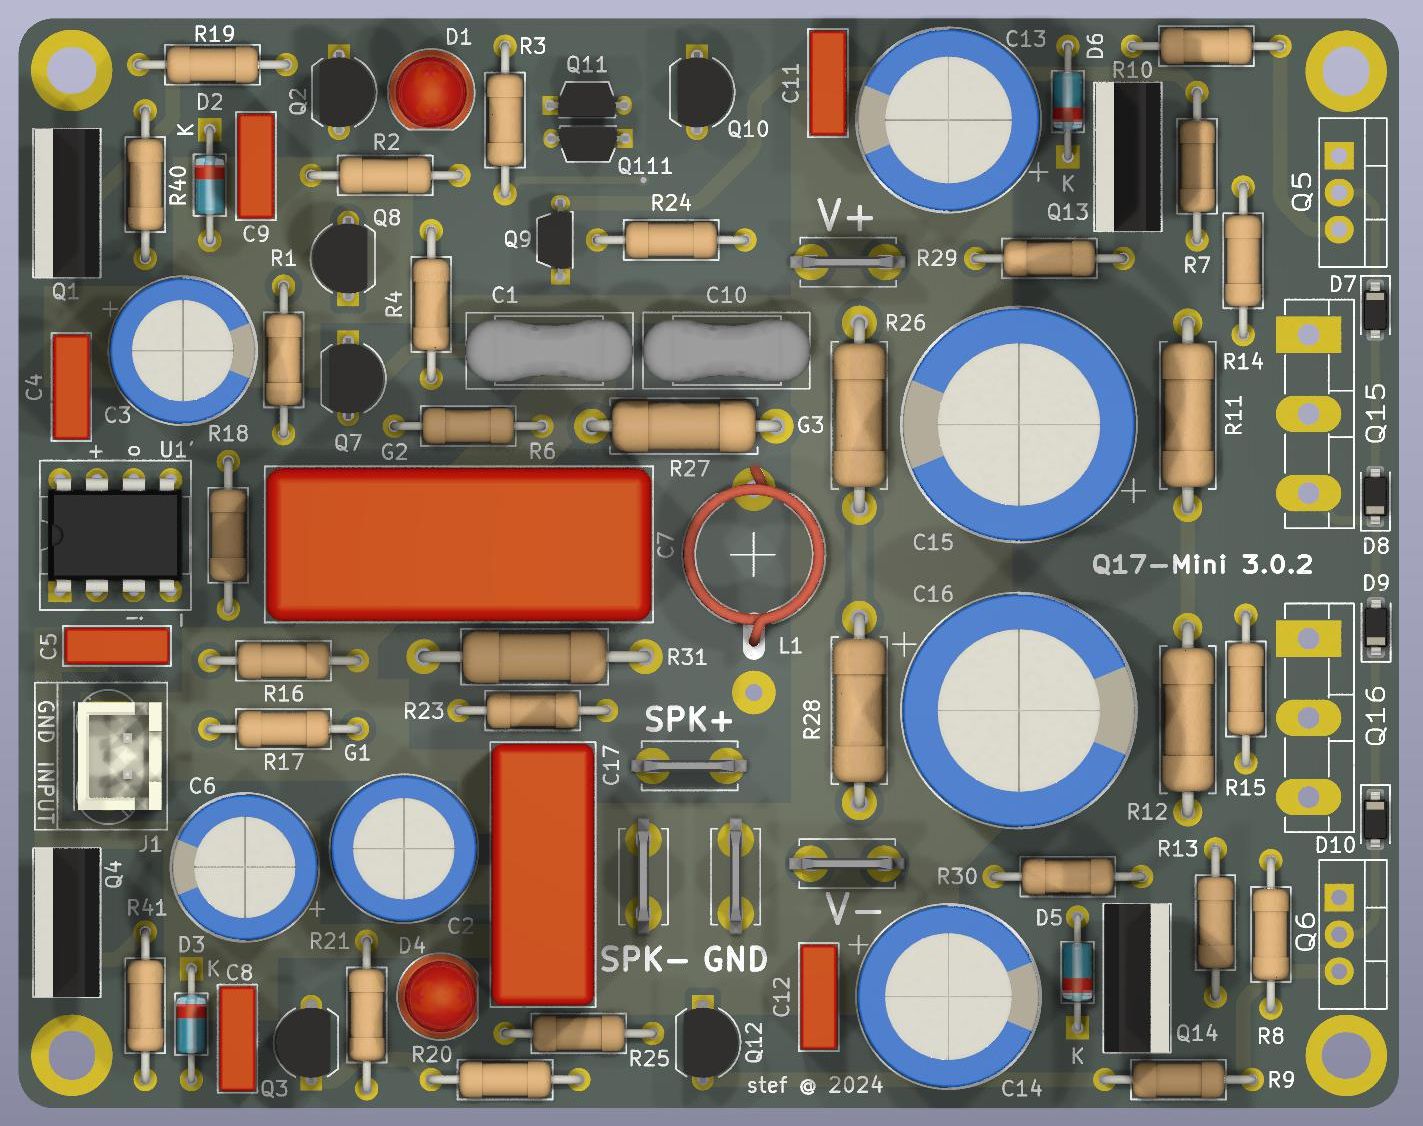 R19
D1
R3
C13
D6
Q11
R10
Q2
C11
D2
K
Q10
R2
Q111
R40
K
Q5
R24
Q13
Q8
V+
C9
Q9
R1
R29
R7
D7
Q1
+
R4
C1
C10
R26
+
R14
C4
C3
Q15
R11
R18
G3
Q7
G2
R6
+ o U1'
R27
+
C7
C15
D8
Q17-Mini 3.0.2
D9
C16
- i
C5
L1
+
R31
R16
R28
Q16
R23
SPK+
GND INPUT
R17
G1
C17
C6
R15
R12
J1
D10
R13
Q4
R30
R41
+
V-
D5
C2
R21
D4
+
Q6
D3
K
C8
SPK- GND
C12
Q12
Q14
R8
R20
R25
K
Q3
stef @ 2024
C14
R9